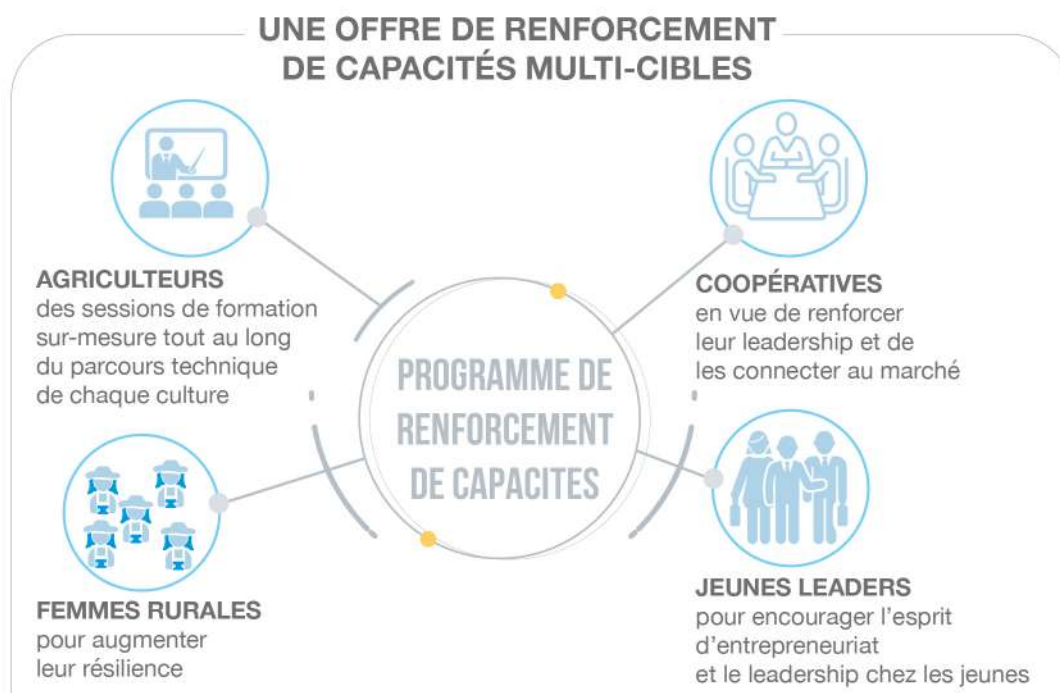 UNE OFFRE DE RENFORCEMENT
DE CAPACITÉS MULTI-CIBLES
AGRICULTEURS
des sessions de formation
sur-mesure tout au long
du parcours technique
de chaque culture
COOPÉRATIVES
en vue de renforcer
leur leadership et de
les connecter au marché
PROGRAMME DE
RENFORCEMENT
DE CAPACITES
FEMMES RURALES
pour augmenter
leur résilience
JEUNES LEADERS
pour encourager l'esprit
d'entrepreneuriat
et le leadership chez les jeunes